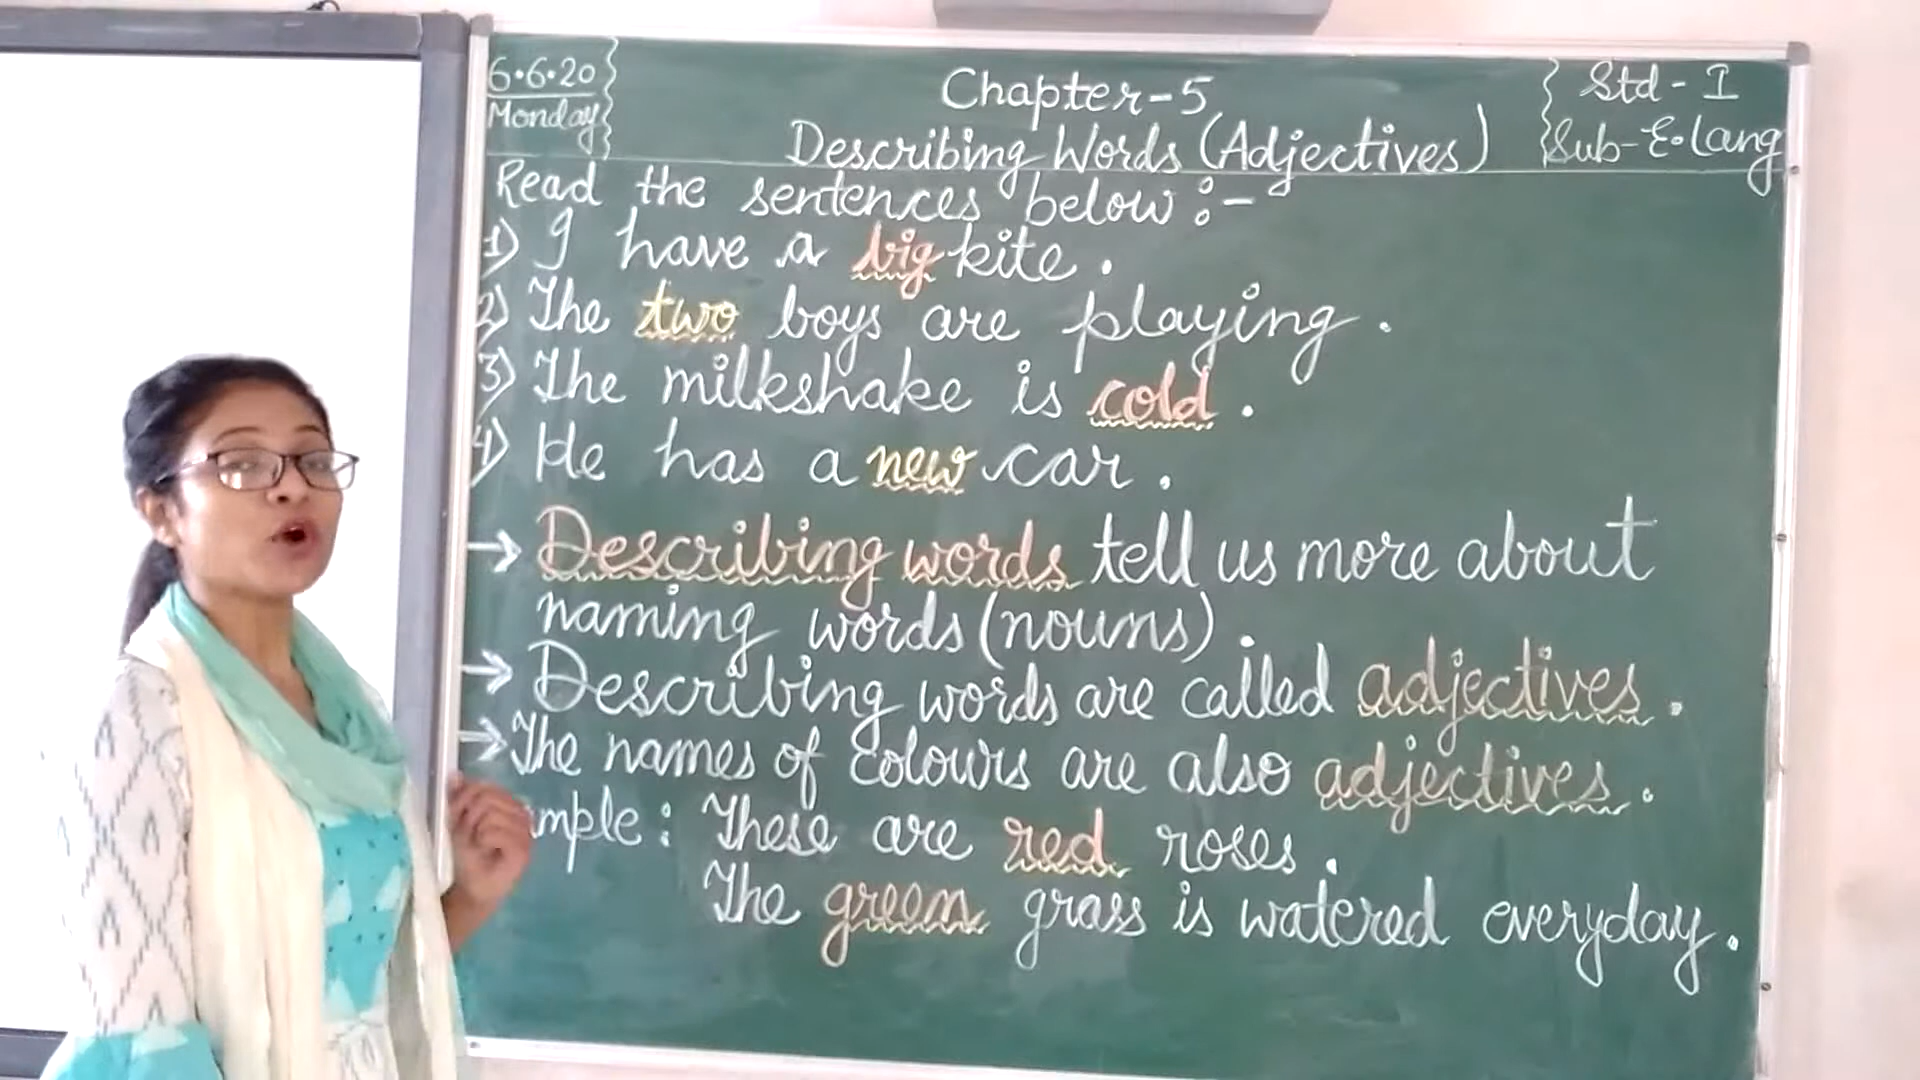 6.6.20
Monday
Chapter-5
Describing Words (Adjectives)
Std - I
Sub-E.Lang
Read the sentences below :-
1) I have a big kite.
2) The two boys are playing.
3) The milkshake is cold.
4) He has a new car.
→ Describing words tell us more about
naming words (nouns).
→ Describing words are called adjectives.
→ The names of colours are also adjectives.
mple : These are red roses.
The green grass is watered everyday.